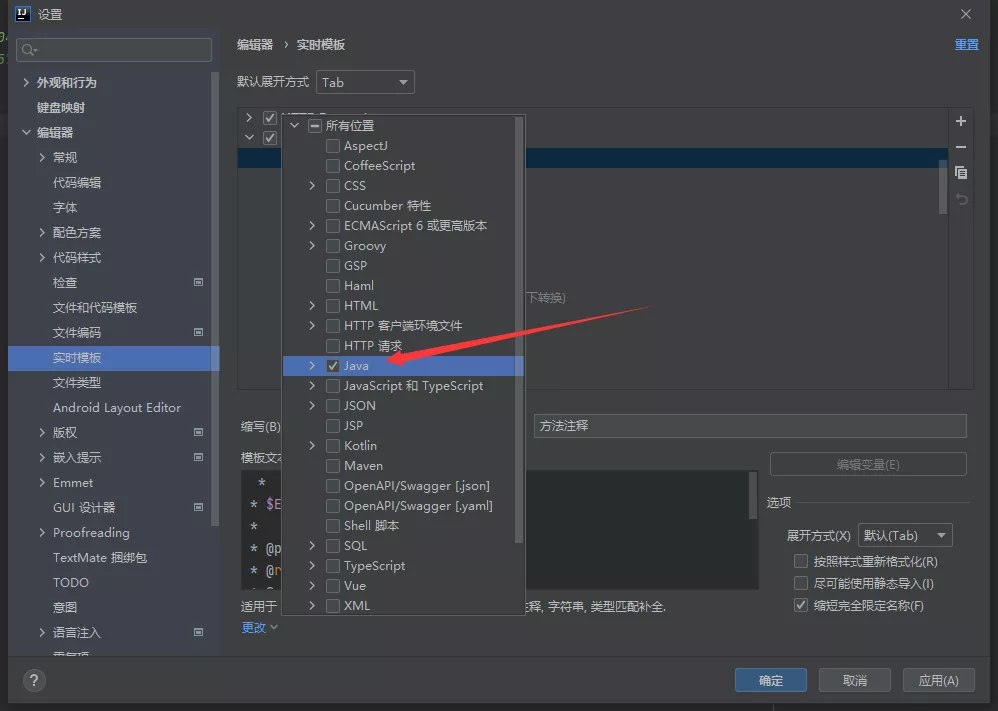 设置
编辑器 › 实时模板
重置
默认展开方式 Tab
外观和行为
键盘映射
编辑器
常规
代码编辑
字体
配色方案
代码样式
检查
文件和代码模板
文件编码
实时模板
文件类型
Android Layout Editor
版权
嵌入提示
Emmet
GUI 设计器
Proofreading
TextMate 捆绑包
TODO
意图
语言注入
所有位置
AspectJ
CoffeeScript
CSS
Cucumber 特性
ECMAScript 6 或更高版本
Groovy
GSP
Haml
HTML
HTTP 客户端环境文件
HTTP 请求
Java
JavaScript 和 TypeScript
JSON
JSP
Kotlin
Maven
OpenAPI/Swagger [.json]
OpenAPI/Swagger [.yaml]
Shell 脚本
SQL
TypeScript
Vue
XML
下转换)
缩写(B)
方法注释
模板文
编辑变量(E)
*
* $E
*
* @p
* @r
选项
展开方式(X) 默认(Tab)
按照样式重新格式化(R)
尽可能使用静态导入(I)
缩短完全限定名称(F)
适用于
释, 字符串, 类型匹配补全.
更改
?
确定
取消
应用(A)